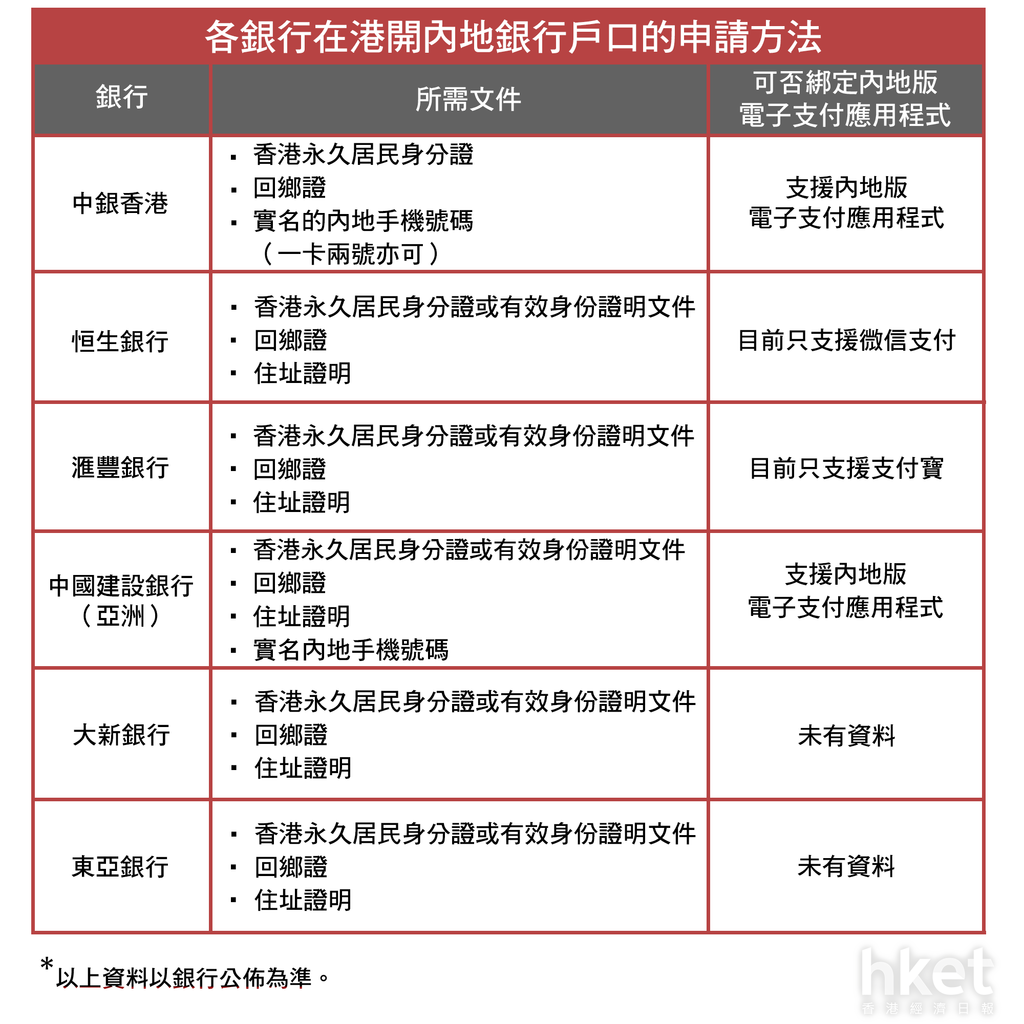 各銀行在港開內地銀行戶口的申請方法
銀行
所需文件
可否綁定內地版
電子支付應用程式
中銀香港
▪ 香港永久居民身分證
▪ 回鄉證
▪ 實名的內地手機號碼
（一卡兩號亦可）
支援內地版
電子支付應用程式
恒生銀行
▪ 香港永久居民身分證或有效身份證明文件
▪ 回鄉證
▪ 住址證明
目前只支援微信支付
滙豐銀行
▪ 香港永久居民身分證或有效身份證明文件
▪ 回鄉證
▪ 住址證明
目前只支援支付寶
中國建設銀行
（亞洲）
▪ 香港永久居民身分證或有效身份證明文件
▪ 回鄉證
▪ 住址證明
▪ 實名內地手機號碼
支援內地版
電子支付應用程式
大新銀行
▪ 香港永久居民身分證或有效身份證明文件
▪ 回鄉證
▪ 住址證明
未有資料
東亞銀行
▪ 香港永久居民身分證或有效身份證明文件
▪ 回鄉證
▪ 住址證明
未有資料
*以上資料以銀行公佈為準。
hket
香港經濟日報